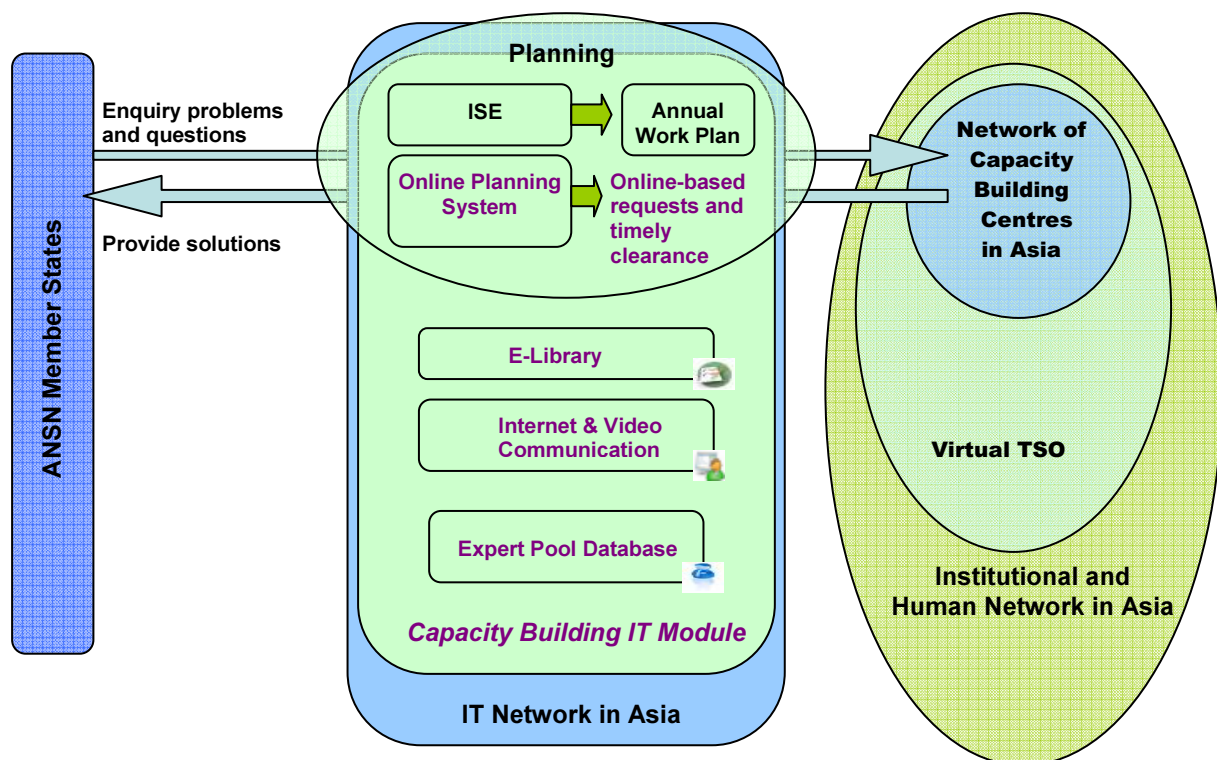 ANSN Member States
Enquiry problems
and questions
Provide solutions
Planning
ISE
Annual
Work Plan
Online Planning
System
Online-based
requests and
timely
clearance
E-Library
Internet & Video
Communication
Expert Pool Database
Capacity Building IT Module
IT Network in Asia
Network of
Capacity
Building
Centres
in Asia
Virtual TSO
Institutional and
Human Network in Asia